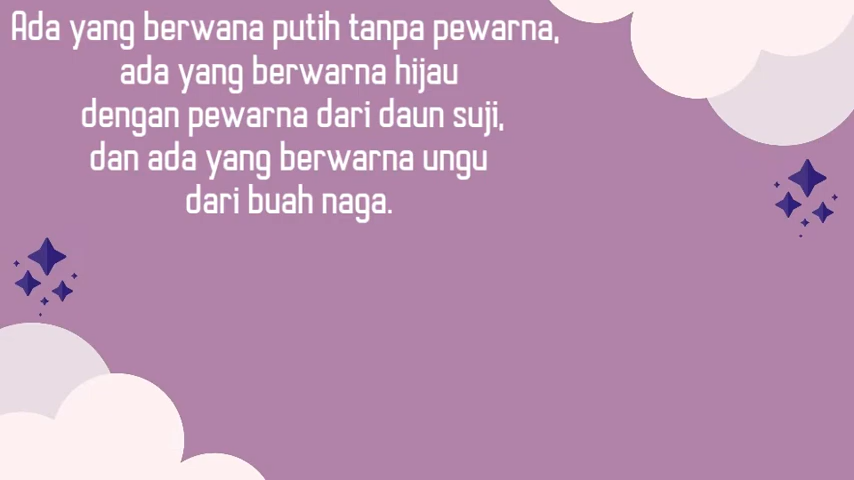 Ada yang berwana putih tanpa pewarna,
ada yang berwarna hijau
dengan pewarna dari daun suji,
dan ada yang berwarna ungu
dari buah naga.